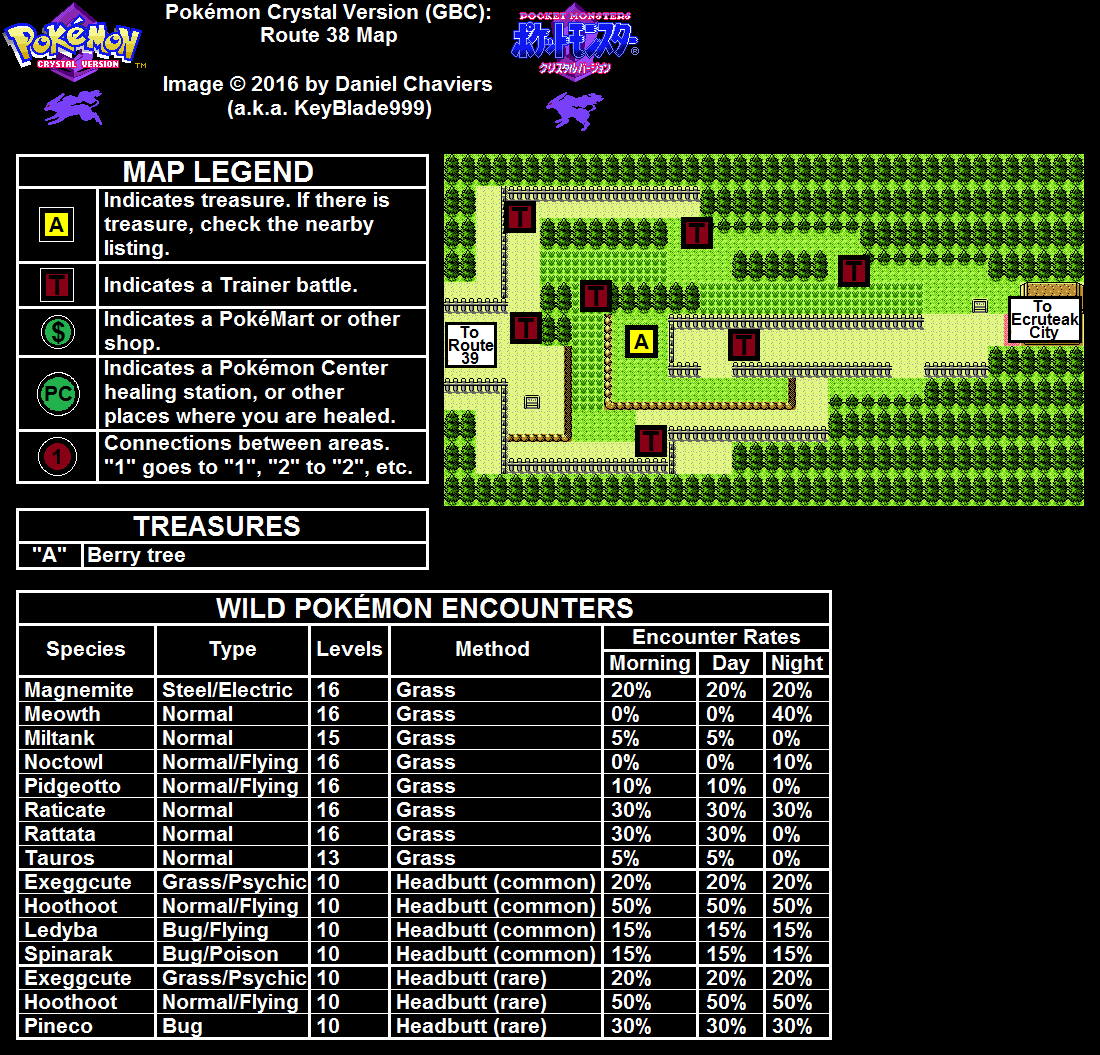 Pokémon
CRYSTAL VERSION
TM
Pokémon Crystal Version (GBC):
Route 38 Map
Image © 2016 by Daniel Chaviers
(a.k.a. KeyBlade999)
POCKET MONSTERS
ポケットモンスター
®
クリスタルバージョン
MAP LEGEND
A
Indicates treasure. If there is
treasure, check the nearby
listing.
T
Indicates a Trainer battle.
$
Indicates a PokéMart or other
shop.
PC
Indicates a Pokémon Center
healing station, or other
places where you are healed.
1
Connections between areas.
"1" goes to "1", "2" to "2", etc.
T
T
T
T
To
Ecruteak
City
T
To
Route
39
A
T
T
TREASURES
"A" Berry tree
WILD POKÉMON ENCOUNTERS
Species Type Levels Method Encounter Rates
Morning Day Night
Magnemite Steel/Electric 16 Grass 20% 20% 20%
Meowth Normal 16 Grass 0% 0% 40%
Miltank Normal 15 Grass 5% 5% 0%
Noctowl Normal/Flying 16 Grass 0% 0% 10%
Pidgeotto Normal/Flying 16 Grass 10% 10% 0%
Raticate Normal 16 Grass 30% 30% 30%
Rattata Normal 16 Grass 30% 30% 0%
Tauros Normal 13 Grass 5% 5% 0%
Exeggcute Grass/Psychic 10 Headbutt (common) 20% 20% 20%
Hoothoot Normal/Flying 10 Headbutt (common) 50% 50% 50%
Ledyba Bug/Flying 10 Headbutt (common) 15% 15% 15%
Spinarak Bug/Poison 10 Headbutt (common) 15% 15% 15%
Exeggcute Grass/Psychic 10 Headbutt (rare) 20% 20% 20%
Hoothoot Normal/Flying 10 Headbutt (rare) 50% 50% 50%
Pineco Bug 10 Headbutt (rare) 30% 30% 30%